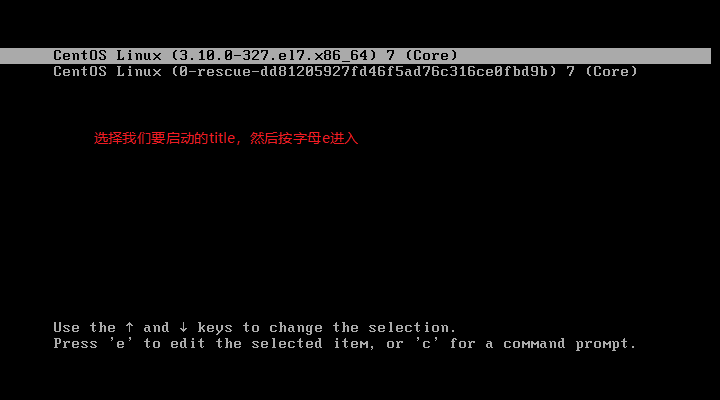 CentOS Linux (3.10.0-327.el7.x86_64) 7 (Core)
CentOS Linux (0-rescue-dd81205927fd46f5ad76c316ce0fbd9b) 7 (Core)
选择我们要启动的title，然后按字母e进入
Use the ↑ and ↓ keys to change the selection.
Press 'e' to edit the selected item, or 'c' for a command prompt.